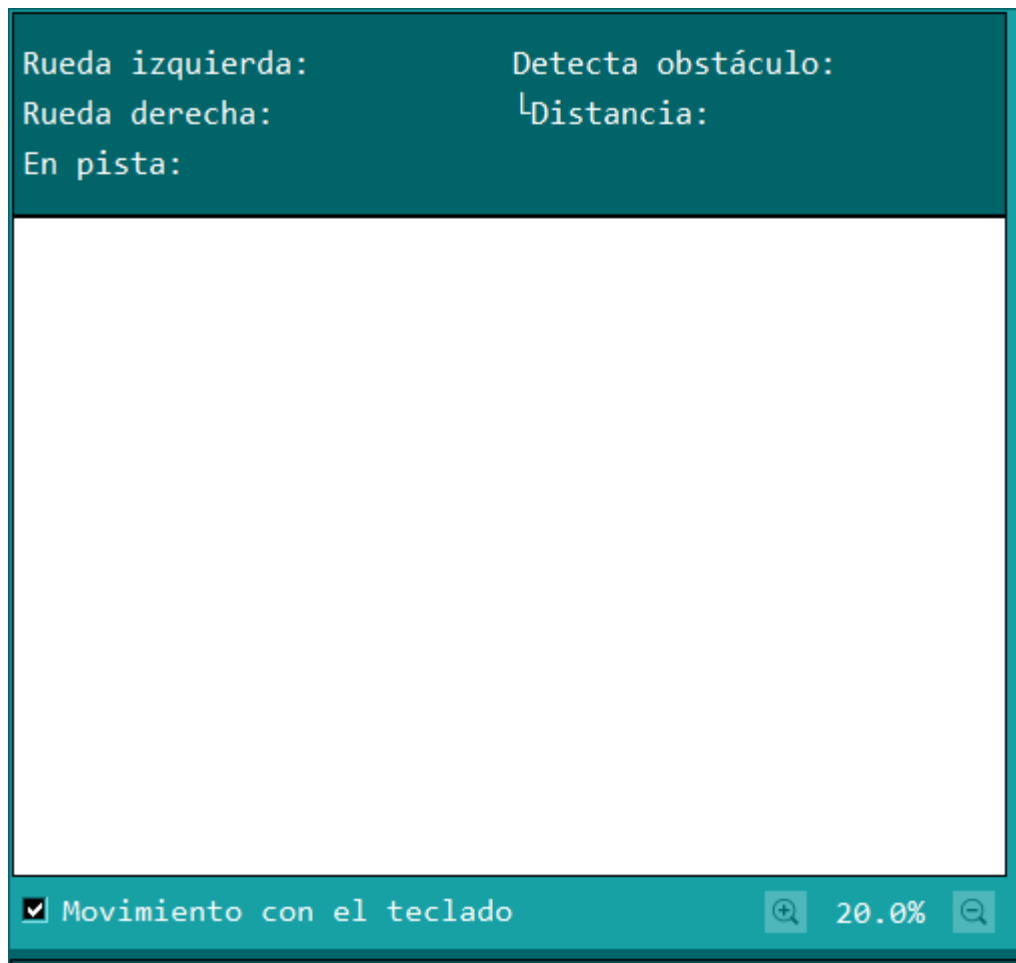 Rueda izquierda:
Rueda derecha:
En pista:
Detecta obstáculo:
└Distancia:
Movimiento con el teclado
20.0%